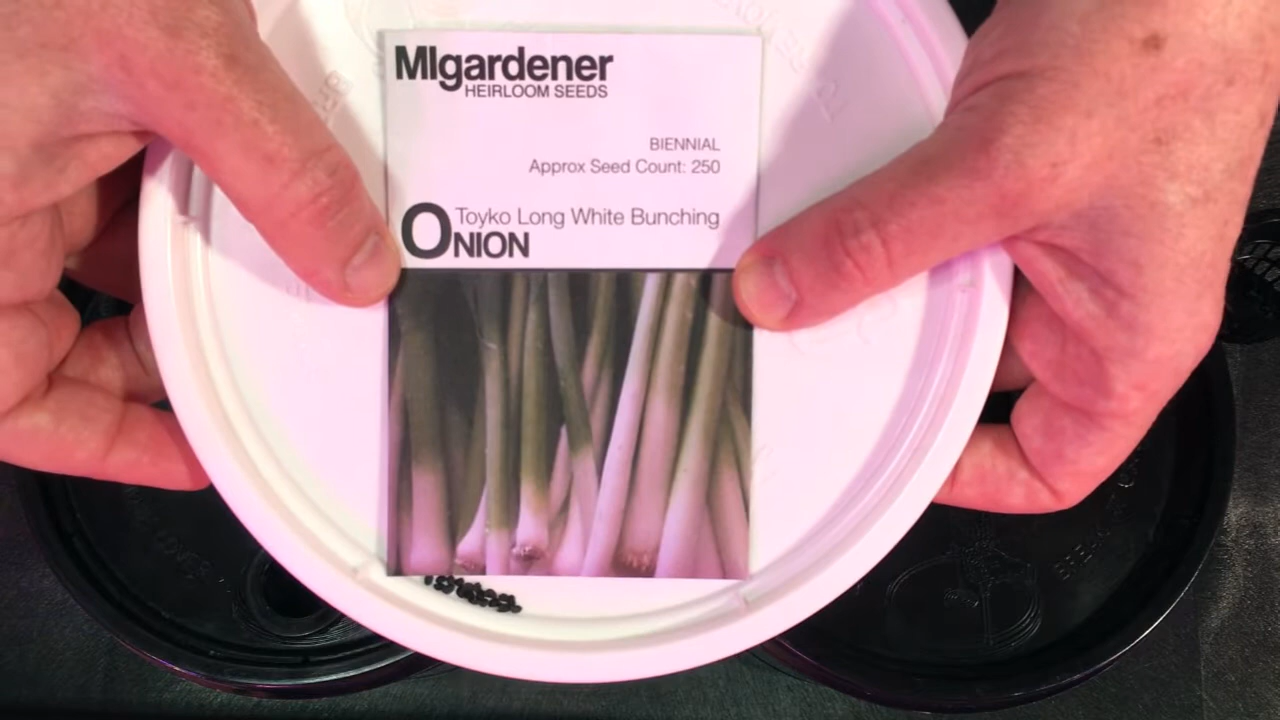 MIgardener
HEIRLOOM SEEDS
BIENNIAL
Approx Seed Count: 250
Toyko Long White Bunching
ONION